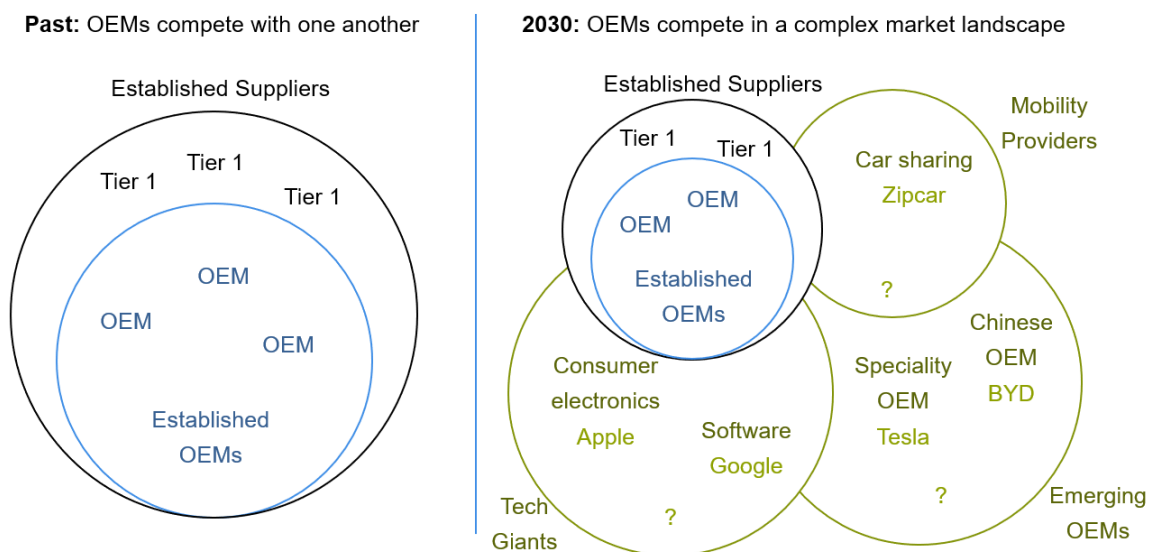 Past: OEMs compete with one another
Established Suppliers
Tier 1
Tier 1
Tier 1
OEM
OEM
OEM
Established
OEMs
2030: OEMs compete in a complex market landscape
Established Suppliers
Tier 1
Tier 1
OEM
OEM
Established
OEMs
Mobility
Providers
Car sharing
Zipcar
?
Consumer
electronics
Apple
Software
Google
?
Tech
Giants
Chinese
OEM
BYD
Speciality
OEM
Tesla
?
Emerging
OEMs